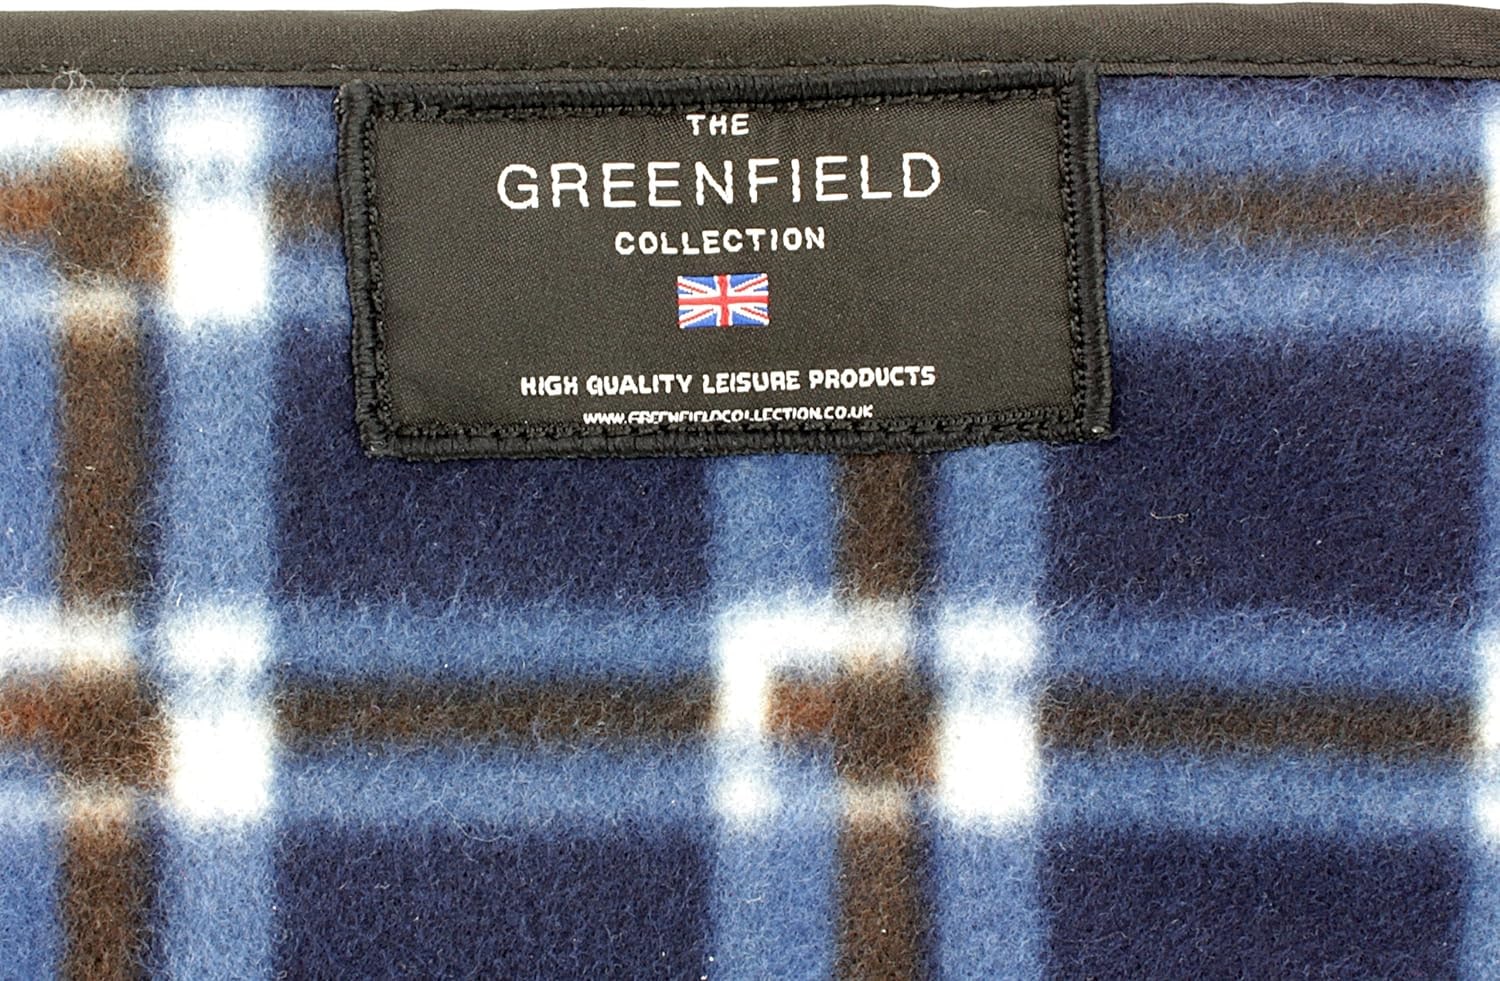 THE
GREENFIELD
COLLECTION
HIGH QUALITY LEISURE PRODUCTS
WWW.GREENFIELDCOLLECTION.CO.UK